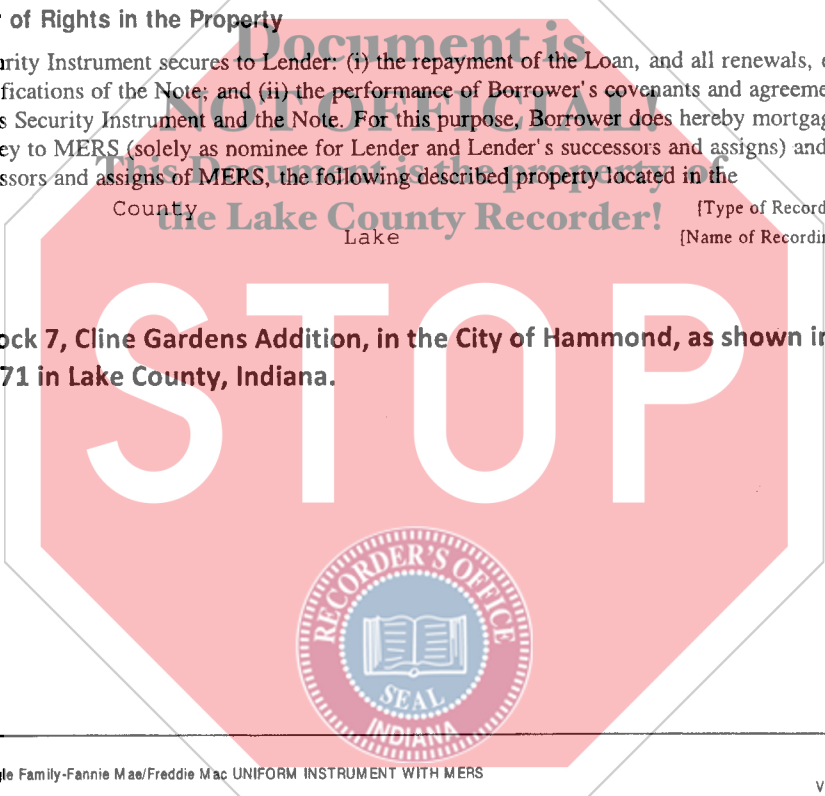 of Rights in the Property
Document is
urity Instrument secures to Lender: (i) the repayment of the Loan, and all renewals,
fications of the Note; and (ii) the performance of Borrower's covenants and agreeme
NOT OFFICIAL!
s Security Instrument and the Note. For this purpose, Borrower does hereby mortgag
ey to MERS (solely as nominee for Lender and Lender's successors and assigns) and
This Document is the property of
ssors and assigns of MERS, the following described property located in the
County [Type of Record
the Lake County Recorder!
Lake [Name of Recordin
STOP
ock 7, Cline Gardens Addition, in the City of Hammond, as shown in
71 in Lake County, Indiana.
RECORDER'S OFFICE
SEAL
INDIANA
gle Family-Fannie Mae/Freddie Mac UNIFORM INSTRUMENT WITH MERS
V